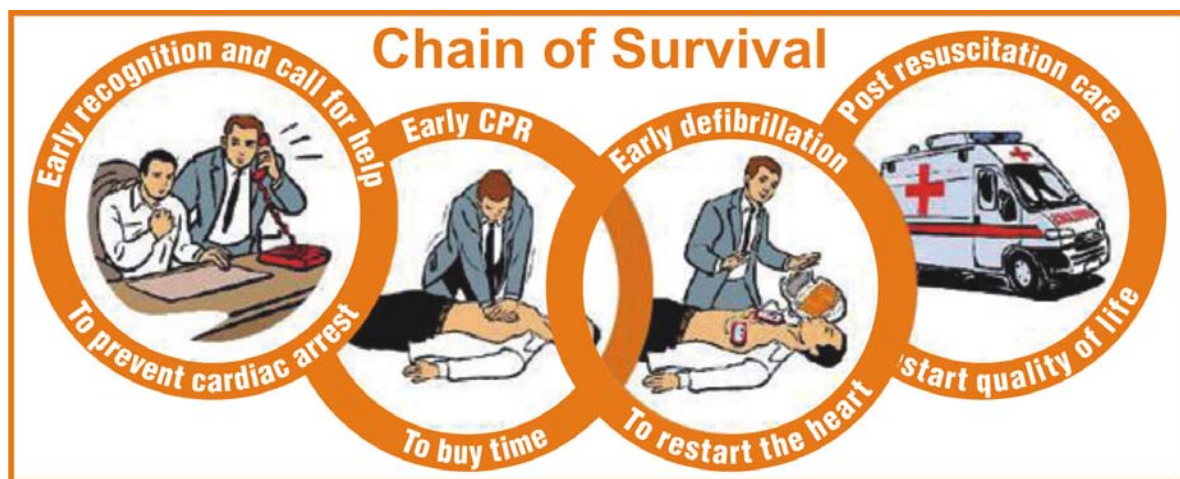 Chain of Survival
Early recognition and call for help
To prevent cardiac arrest
Early CPR
To buy time
Early defibrillation
To restart the heart
Post resuscitation care
start quality of life